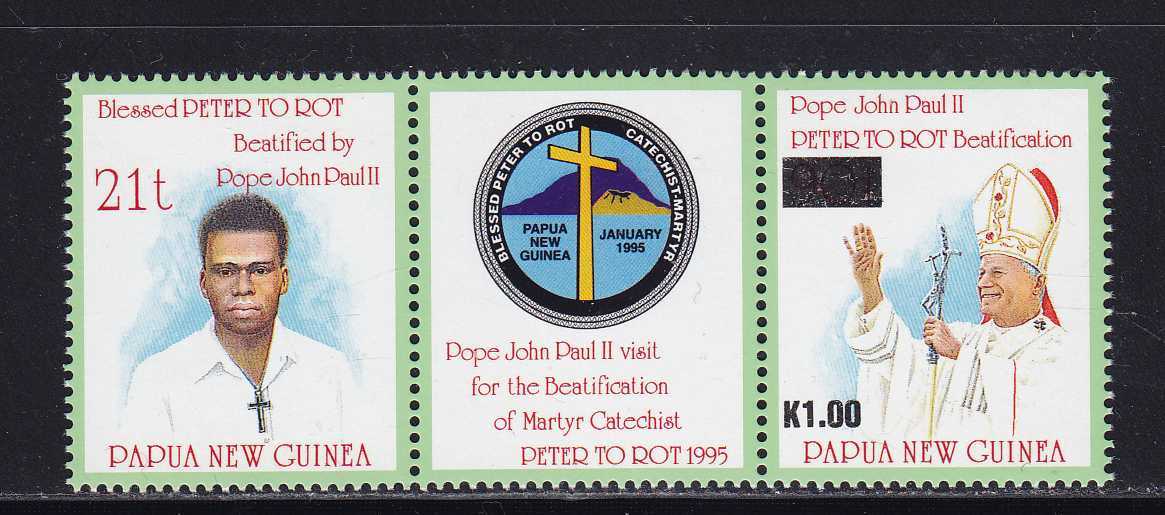 Blessed PETER TO ROT
Beatified by
Pope John Paul II
21t
PAPUA NEW GUINEA
BLESSED PETER TO ROT
CATECHIST-MARTYR
PAPUA
NEW
GUINEA
JANUARY
1995
Pope John Paul II visit
for the Beatification
of Martyr Catechist
PETER TO ROT 1995
Pope John Paul II
PETER TO ROT Beatification
K1.00
PAPUA NEW GUINEA